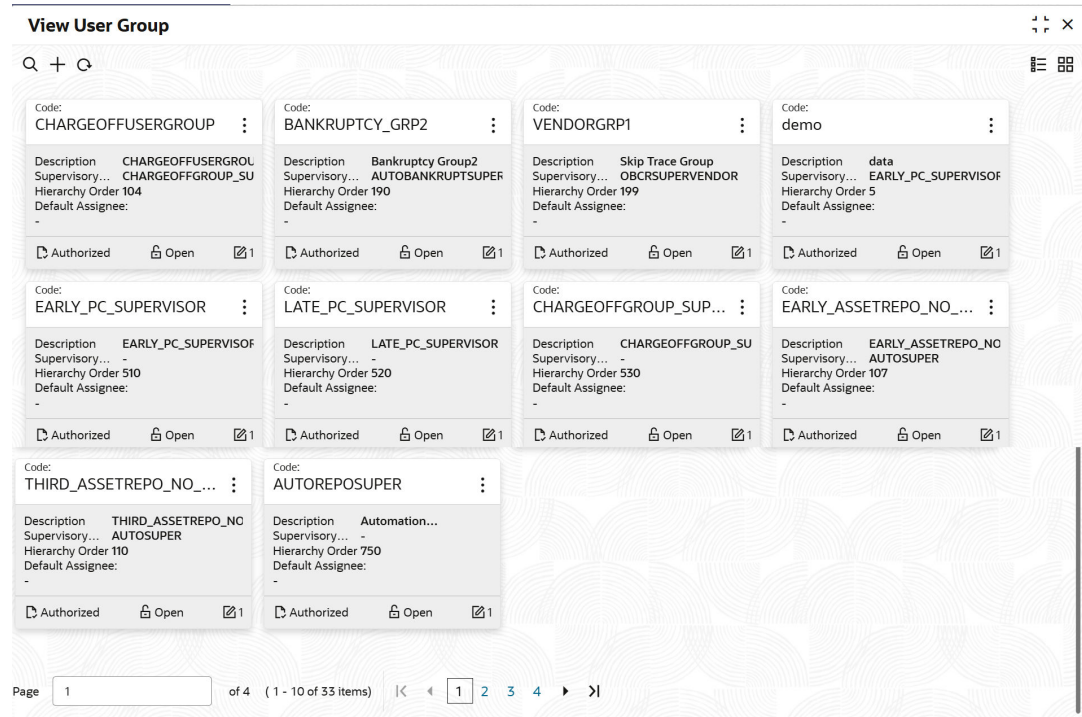 View User Group
Code:
CHARGEOFFUSERGROUP
Description CHARGEOFFUSERGROU
Supervisory... CHARGEOFFGROUP_SU
Hierarchy Order 104
Default Assignee:
-
Authorized Open 1
Code:
BANKRUPTCY_GRP2
Description Bankruptcy Group2
Supervisory... AUTOBANKRUPTSUPER
Hierarchy Order 190
Default Assignee:
-
Authorized Open 1
Code:
VENDORGRP1
Description Skip Trace Group
Supervisory... OBCRSUPERVENDOR
Hierarchy Order 199
Default Assignee:
-
Authorized Open 1
Code:
demo
Description data
Supervisory... EARLY_PC_SUPERVISOR
Hierarchy Order 5
Default Assignee:
-
Authorized Open 1
Code:
EARLY_PC_SUPERVISOR
Description EARLY_PC_SUPERVISOR
Supervisory... -
Hierarchy Order 510
Default Assignee:
-
Authorized Open 1
Code:
LATE_PC_SUPERVISOR
Description LATE_PC_SUPERVISOR
Supervisory... -
Hierarchy Order 520
Default Assignee:
-
Authorized Open 1
Code:
CHARGEOFFGROUP_SUP...
Description CHARGEOFFGROUP_SU
Supervisory... -
Hierarchy Order 530
Default Assignee:
-
Authorized Open 1
Code:
EARLY_ASSETREPO_NO_...
Description EARLY_ASSETREPO_NO
Supervisory... AUTOSUPER
Hierarchy Order 107
Default Assignee:
-
Authorized Open 1
Code:
THIRD_ASSETREPO_NO_...
Description THIRD_ASSETREPO_NO
Supervisory... AUTOSUPER
Hierarchy Order 110
Default Assignee:
-
Authorized Open 1
Code:
AUTOREPOSUPER
Description Automation...
Supervisory... -
Hierarchy Order 750
Default Assignee:
-
Authorized Open 1
Page 1 of 4 ( 1 - 10 of 33 items) 1 2 3 4